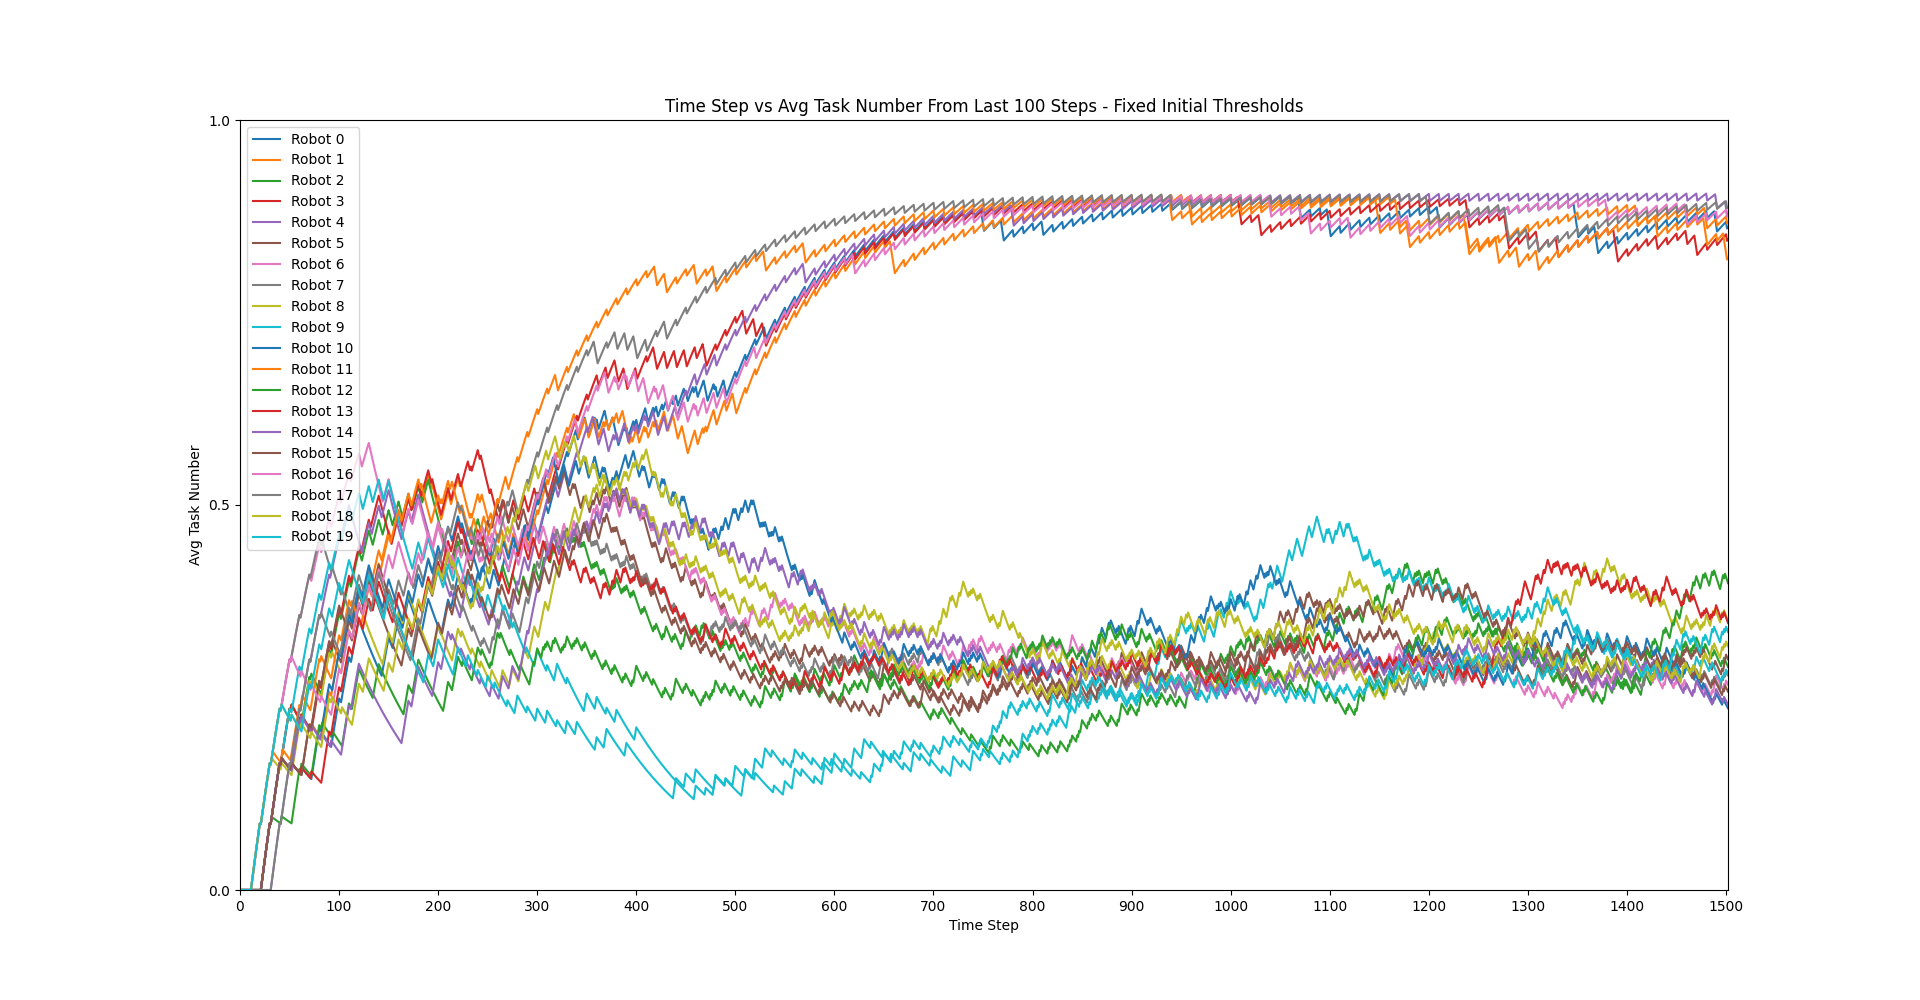 Time Step vs Avg Task Number From Last 100 Steps - Fixed Initial Thresholds
1.0
0.5
0.0
Avg Task Number
Robot 0
Robot 1
Robot 2
Robot 3
Robot 4
Robot 5
Robot 6
Robot 7
Robot 8
Robot 9
Robot 10
Robot 11
Robot 12
Robot 13
Robot 14
Robot 15
Robot 16
Robot 17
Robot 18
Robot 19
0 100 200 300 400 500 600 700 800 900 1000 1100 1200 1300 1400 1500
Time Step